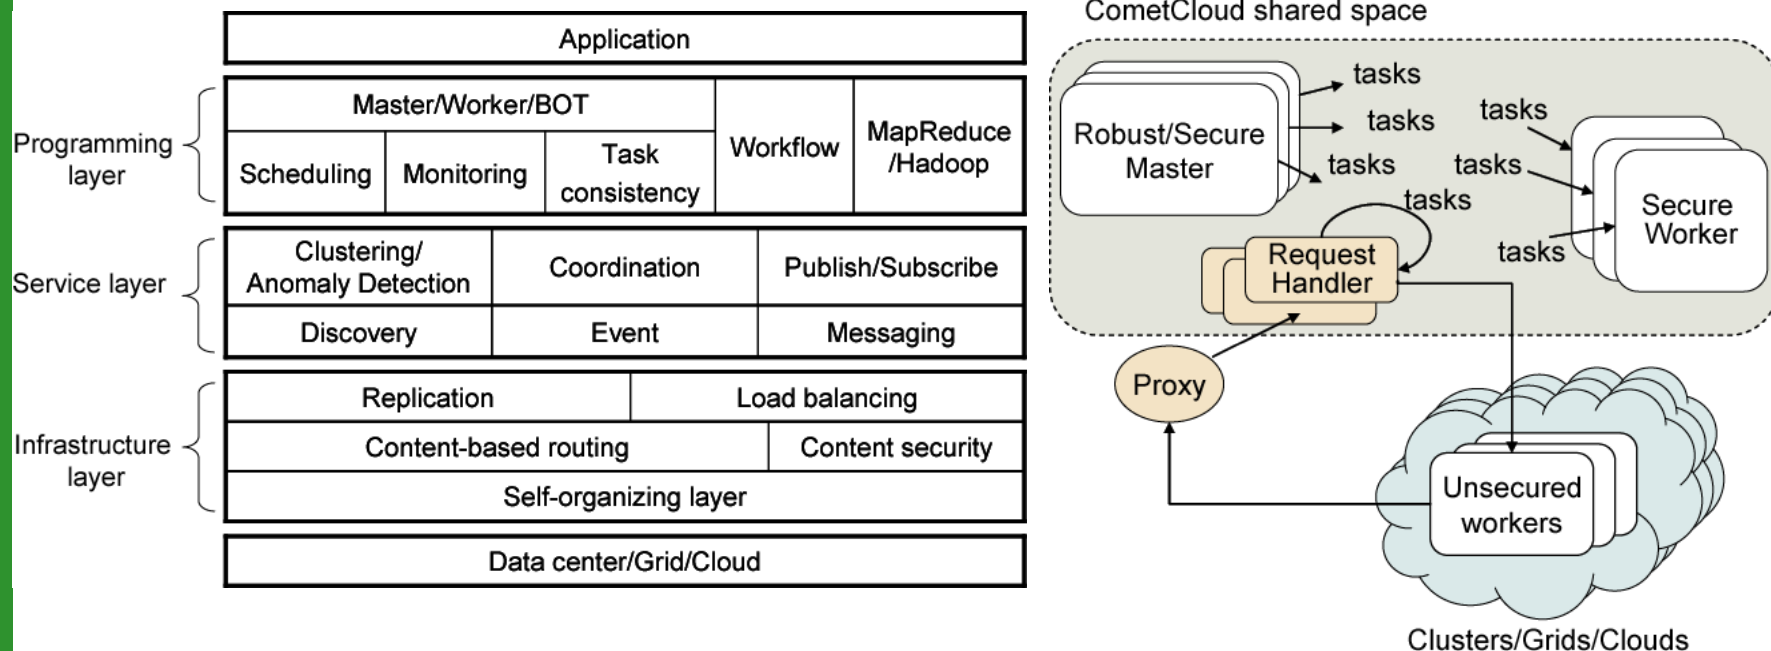 Application
Programming
layer
Master/Worker/BOT
Scheduling
Monitoring
Task
consistency
Workflow
MapReduce
/Hadoop
Service layer
Clustering/
Anomaly Detection
Coordination
Publish/Subscribe
Discovery
Event
Messaging
Infrastructure
layer
Replication
Load balancing
Content-based routing
Content security
Self-organizing layer
Data center/Grid/Cloud
CometCloud shared space
Robust/Secure
Master
tasks
tasks
tasks
tasks
Request
Handler
tasks
tasks
tasks
Secure
Worker
Proxy
Unsecured
workers
Clusters/Grids/Clouds